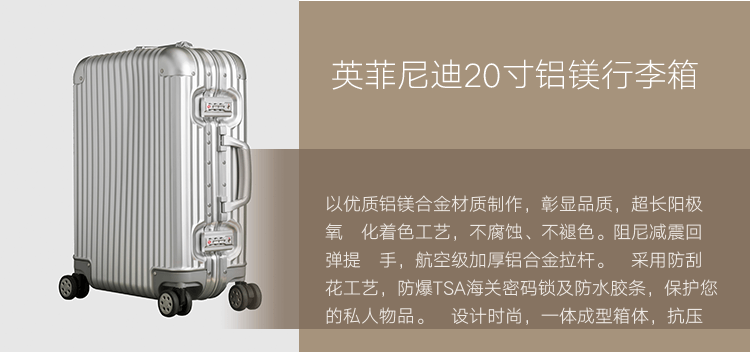 英菲尼迪20寸铝镁行李箱
以优质铝镁合金材质制作，彰显品质，超长阳极
氧　化着色工艺，不腐蚀、不褪色。阻尼减震回
弹提　手，航空级加厚铝合金拉杆。　采用防刮
花工艺，防爆TSA海关密码锁及防水胶条，保护您
的私人物品。　设计时尚，一体成型箱体，抗压